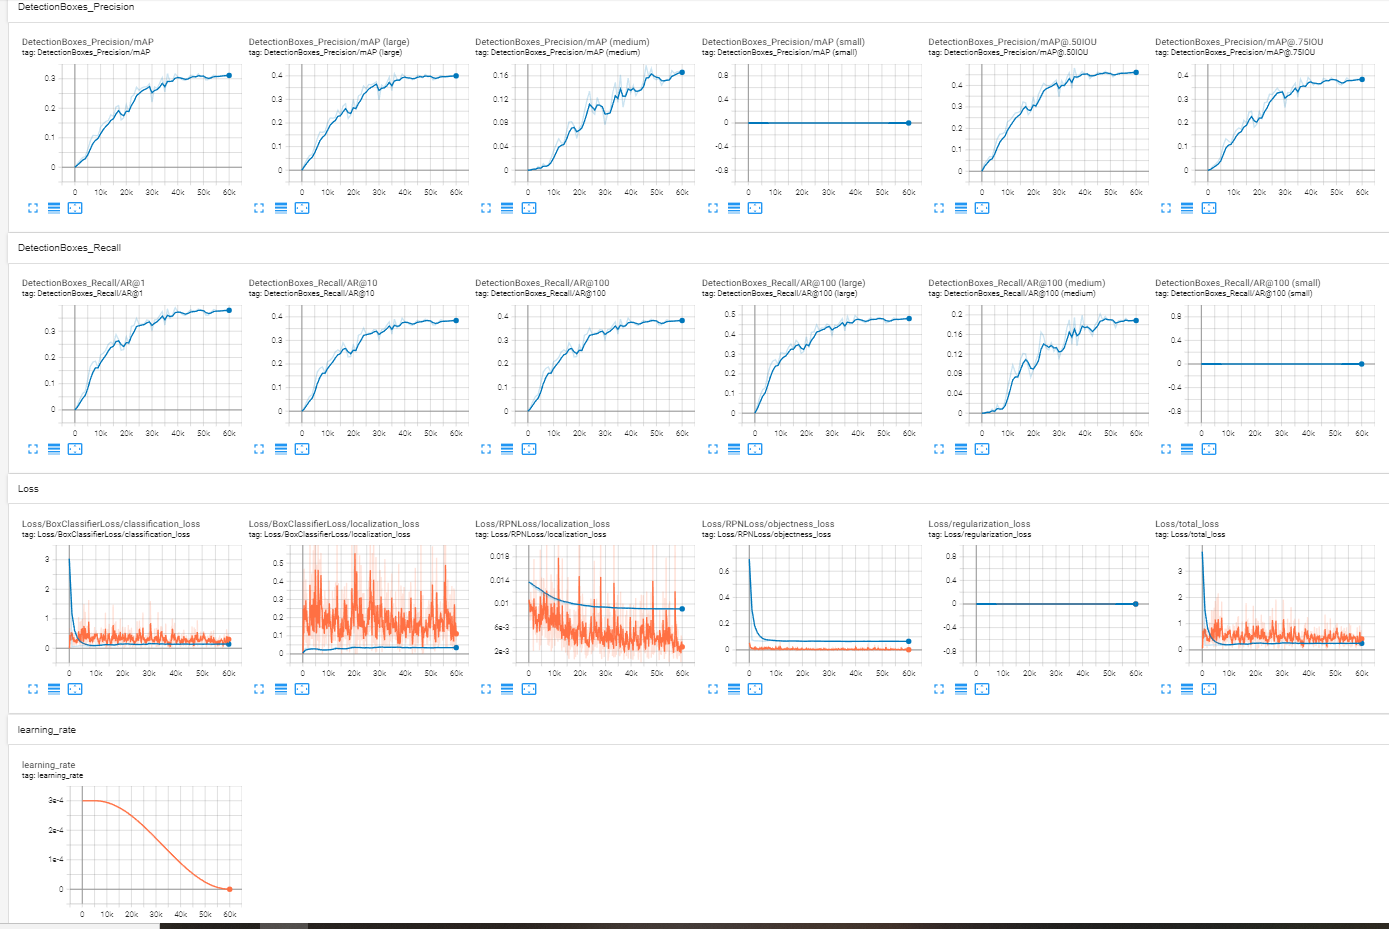 DetectionBoxes_Precision
DetectionBoxes_Precision/mAP
tag: DetectionBoxes_Precision/mAP
0.3
0.2
0.1
0
0 10k 20k 30k 40k 50k 60k
DetectionBoxes_Precision/mAP (large)
tag: DetectionBoxes_Precision/mAP (large)
0.4
0.3
0.2
0.1
0
0 10k 20k 30k 40k 50k 60k
DetectionBoxes_Precision/mAP (medium)
tag: DetectionBoxes_Precision/mAP (medium)
0.16
0.12
0.08
0.04
0
0 10k 20k 30k 40k 50k 60k
DetectionBoxes_Precision/mAP (small)
tag: DetectionBoxes_Precision/mAP (small)
0.8
0.4
0
-0.4
-0.8
0 10k 20k 30k 40k 50k 60k
DetectionBoxes_Precision/mAP@.50IOU
tag: DetectionBoxes_Precision/mAP@.50IOU
0.4
0.3
0.2
0.1
0
0 10k 20k 30k 40k 50k 60k
DetectionBoxes_Precision/mAP@.75IOU
tag: DetectionBoxes_Precision/mAP@.75IOU
0.4
0.3
0.2
0.1
0
0 10k 20k 30k 40k 50k 60k
DetectionBoxes_Recall
DetectionBoxes_Recall/AR@1
tag: DetectionBoxes_Recall/AR@1
0.3
0.2
0.1
0
0 10k 20k 30k 40k 50k 60k
DetectionBoxes_Recall/AR@10
tag: DetectionBoxes_Recall/AR@10
0.4
0.3
0.2
0.1
0
0 10k 20k 30k 40k 50k 60k
DetectionBoxes_Recall/AR@100
tag: DetectionBoxes_Recall/AR@100
0.4
0.3
0.2
0.1
0
0 10k 20k 30k 40k 50k 60k
DetectionBoxes_Recall/AR@100 (large)
tag: DetectionBoxes_Recall/AR@100 (large)
0.5
0.4
0.3
0.2
0.1
0
0 10k 20k 30k 40k 50k 60k
DetectionBoxes_Recall/AR@100 (medium)
tag: DetectionBoxes_Recall/AR@100 (medium)
0.2
0.16
0.12
0.08
0.04
0
0 10k 20k 30k 40k 50k 60k
DetectionBoxes_Recall/AR@100 (small)
tag: DetectionBoxes_Recall/AR@100 (small)
0.8
0.4
0
-0.4
-0.8
0 10k 20k 30k 40k 50k 60k
Loss
Loss/BoxClassifierLoss/classification_loss
tag: Loss/BoxClassifierLoss/classification_loss
3
2
1
0
0 10k 20k 30k 40k 50k 60k
Loss/BoxClassifierLoss/localization_loss
tag: Loss/BoxClassifierLoss/localization_loss
0.5
0.4
0.3
0.2
0.1
0
0 10k 20k 30k 40k 50k 60k
Loss/RPNLoss/localization_loss
tag: Loss/RPNLoss/localization_loss
0.018
0.014
0.01
6e-3
2e-3
0 10k 20k 30k 40k 50k 60k
Loss/RPNLoss/objectness_loss
tag: Loss/RPNLoss/objectness_loss
0.6
0.4
0.2
0
0 10k 20k 30k 40k 50k 60k
Loss/regularization_loss
tag: Loss/regularization_loss
0.8
0.4
0
-0.4
-0.8
0 10k 20k 30k 40k 50k 60k
Loss/total_loss
tag: Loss/total_loss
3
2
1
0
0 10k 20k 30k 40k 50k 60k
learning_rate
learning_rate
tag: learning_rate
3e-4
2e-4
1e-4
0
0 10k 20k 30k 40k 50k 60k